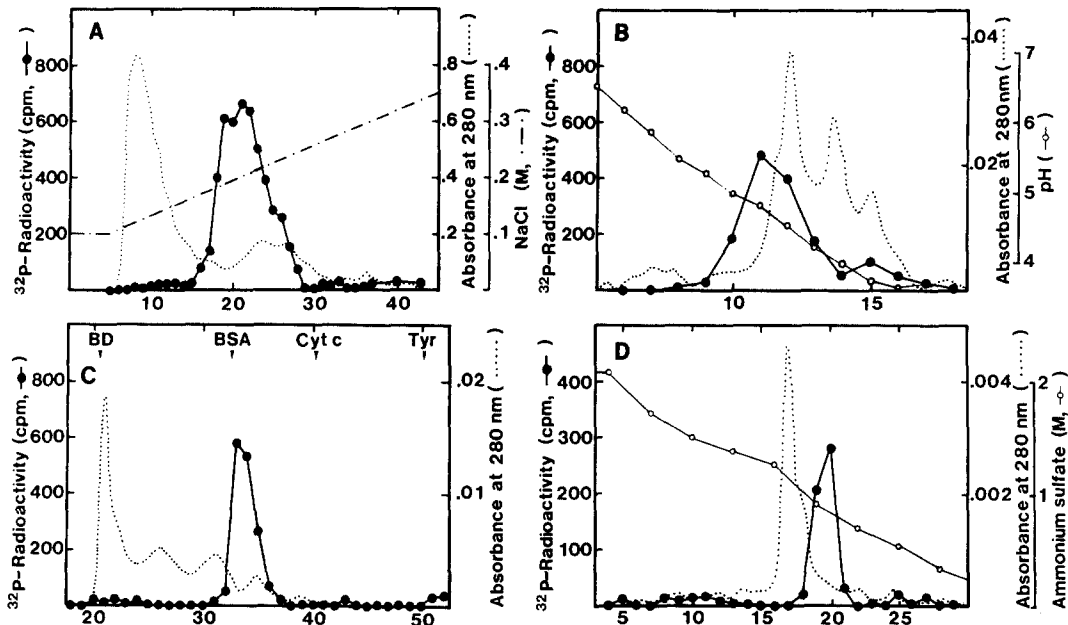 A
³²P-Radioactivity (cpm, )
800
600
400
200
10
20
30
40
Absorbance at 280 nm ( )
.8
.6
.4
.2
NaCl (M, )
.4
.3
.2
.1
B
³²P-Radioactivity (cpm, )
800
600
400
200
10
15
Absorbance at 280nm ( )
.04
.02
pH ( )
7
6
5
4
C
BD
BSA
Cyt c
Tyr
³²P-Radioactivity (cpm, )
800
600
400
200
20
30
40
50
Absorbance at 280 nm ( )
.02
.01
D
³²P-Radioactivity (cpm, )
400
300
200
100
5
10
15
20
25
Absorbance at 280 nm ( )
.004
.002
Ammonium sulfate (M, )
2
1